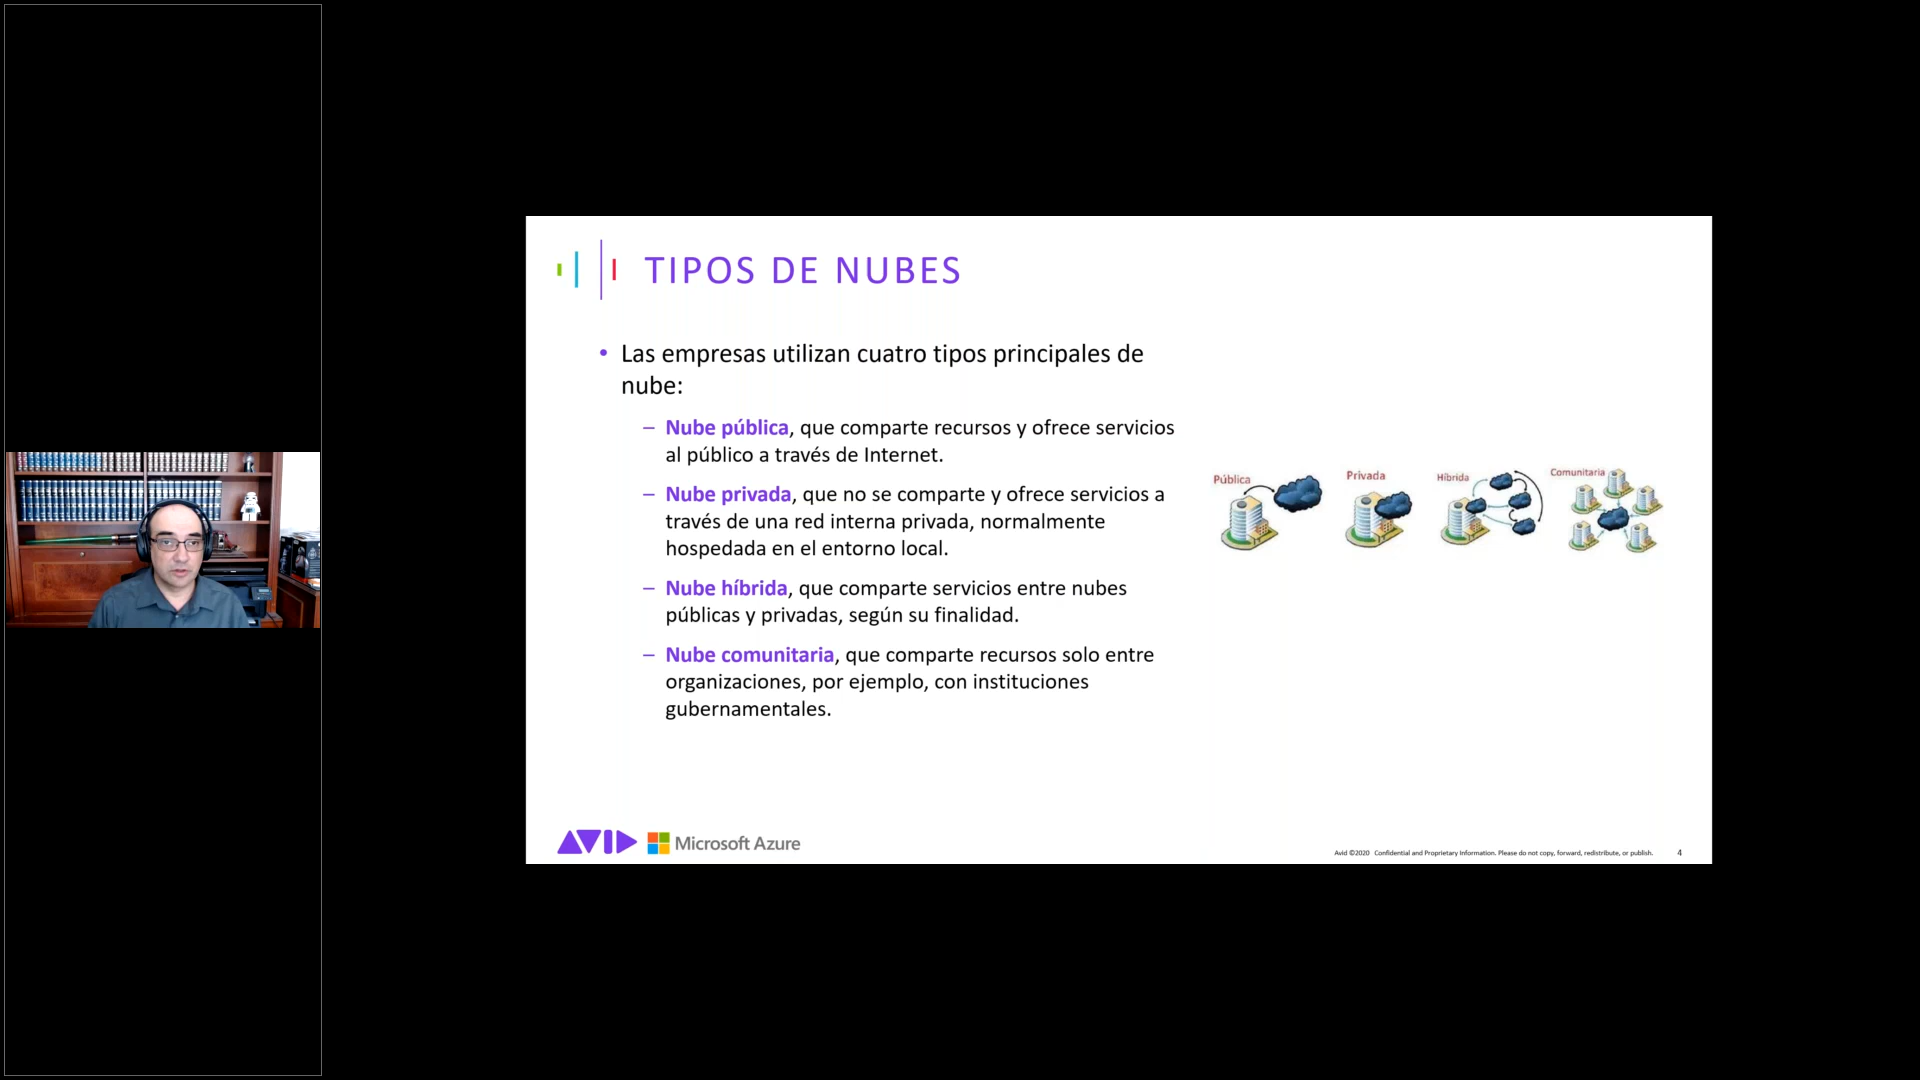 TIPOS DE NUBES
• Las empresas utilizan cuatro tipos principales de
nube:
– Nube pública, que comparte recursos y ofrece servicios
al público a través de Internet.
– Nube privada, que no se comparte y ofrece servicios a
través de una red interna privada, normalmente
hospedada en el entorno local.
– Nube híbrida, que comparte servicios entre nubes
públicas y privadas, según su finalidad.
– Nube comunitaria, que comparte recursos solo entre
organizaciones, por ejemplo, con instituciones
gubernamentales.
Pública
Privada
Híbrida
Comunitaria
AVID
Microsoft Azure
Avid ©2020 Confidential and Proprietary Information. Please do not copy, forward, redistribute, or publish.
4